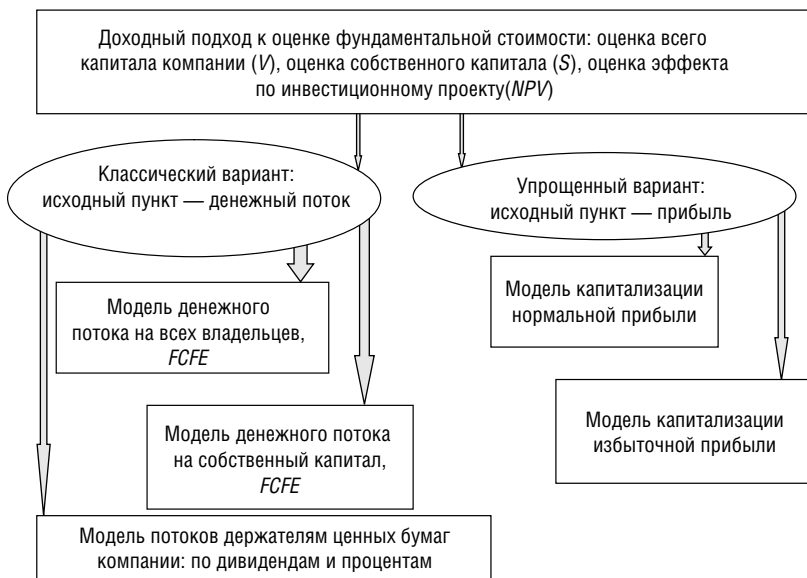 Доходный подход к оценке фундаментальной стоимости: оценка всего
капитала компании (V), оценка собственного капитала (S), оценка эффекта
по инвестиционному проекту(NPV)
Классический вариант:
исходный пункт — денежный поток
Упрощенный вариант:
исходный пункт — прибыль
Модель денежного
потока на всех владельцев,
FCFE
Модель капитализации
нормальной прибыли
Модель денежного потока
на собственный капитал,
FCFE
Модель капитализации
избыточной прибыли
Модель потоков держателям ценных бумаг
компании: по дивидендам и процентам